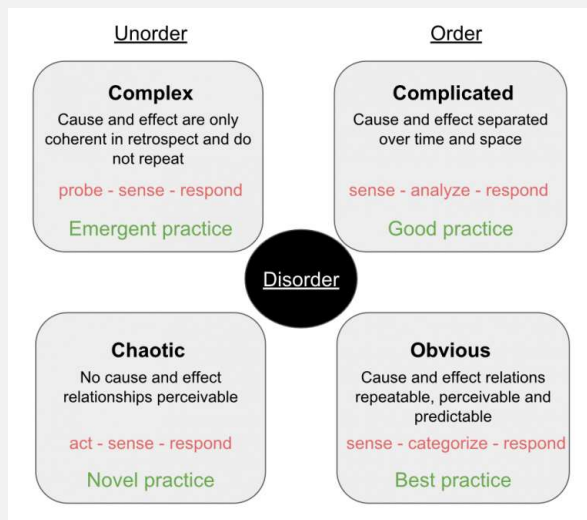 Unorder
Order
Complex
Cause and effect are only
coherent in retrospect and do
not repeat
probe - sense - respond
Emergent practice
Complicated
Cause and effect separated
over time and space
sense - analyze - respond
Good practice
Disorder
Chaotic
No cause and effect
relationships perceivable
act - sense - respond
Novel practice
Obvious
Cause and effect relations
repeatable, perceivable and
predictable
sense - categorize - respond
Best practice